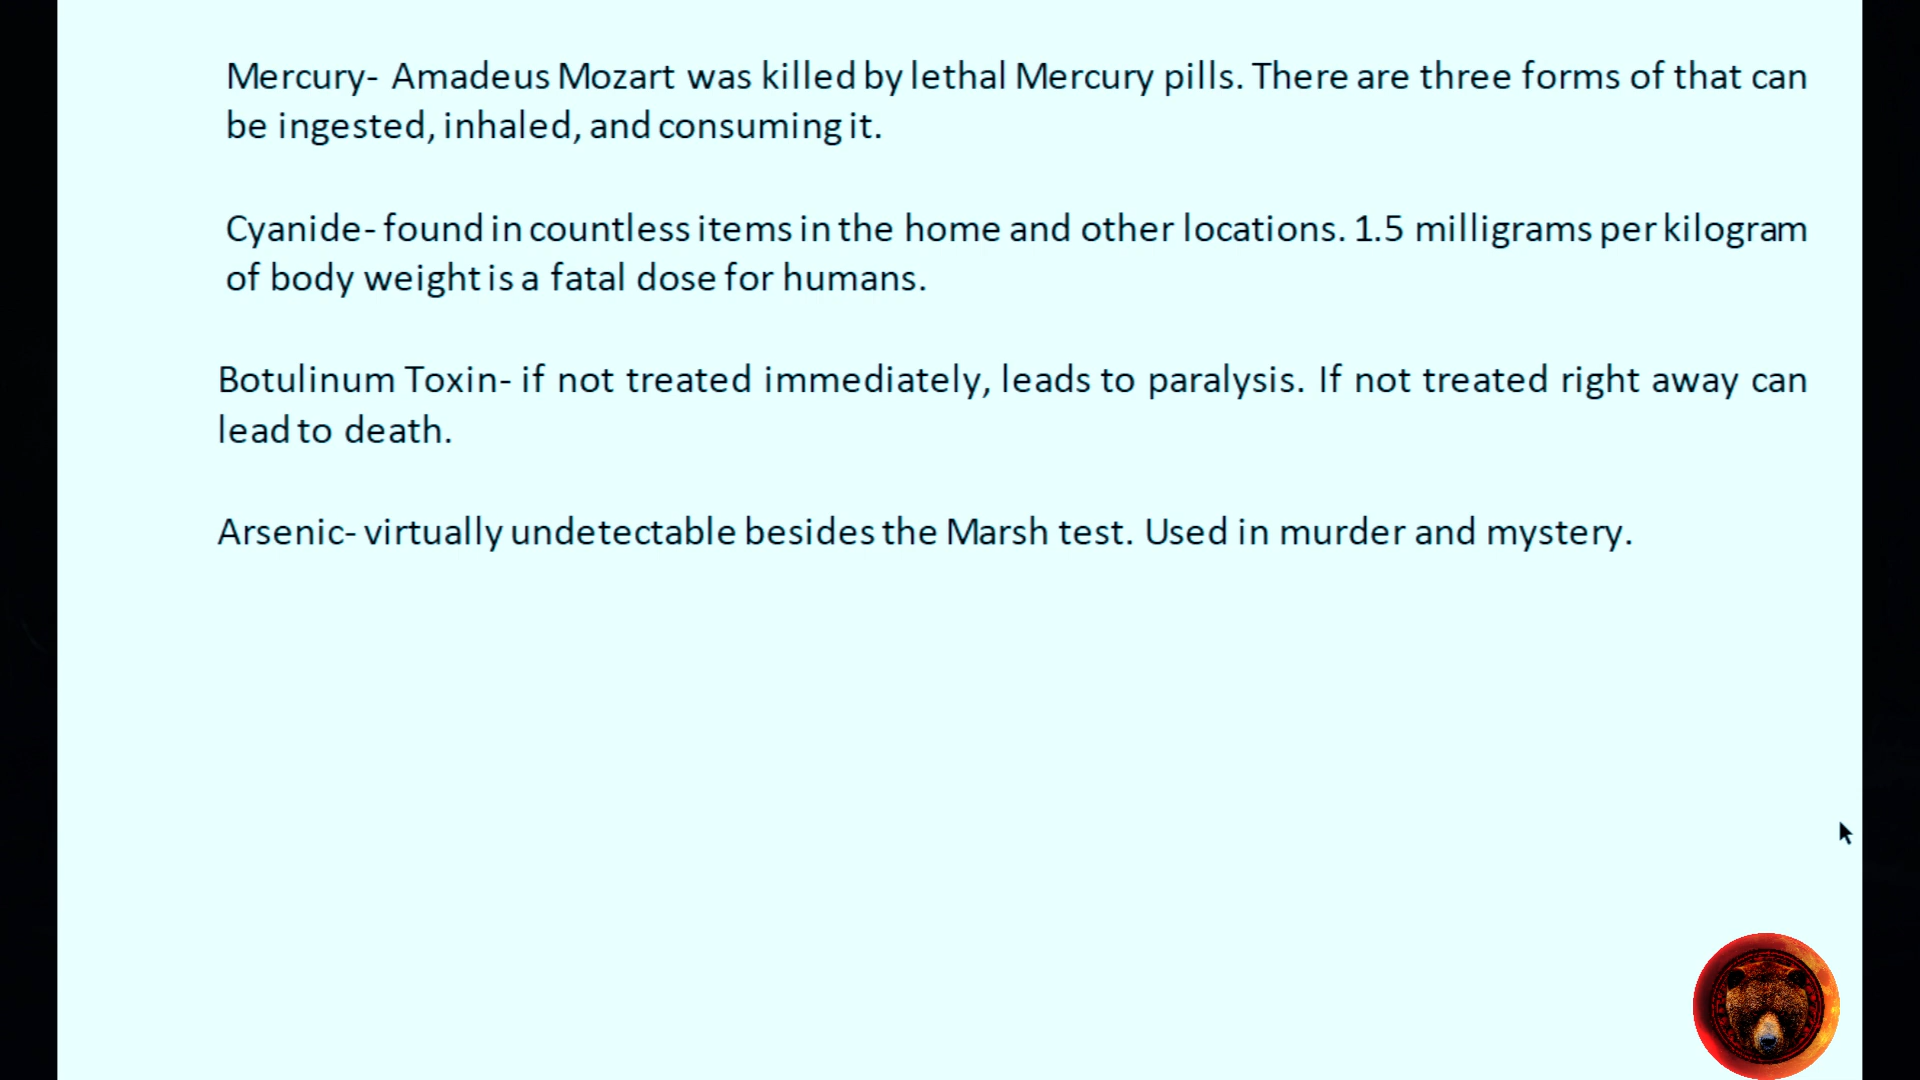 Mercury- Amadeus Mozart was killed by lethal Mercury pills. There are three forms of that can
be ingested, inhaled, and consuming it.
Cyanide- found in countless items in the home and other locations. 1.5 milligrams per kilogram
of body weight is a fatal dose for humans.
Botulinum Toxin- if not treated immediately, leads to paralysis. If not treated right away can
lead to death.
Arsenic- virtually undetectable besides the Marsh test. Used in murder and mystery.